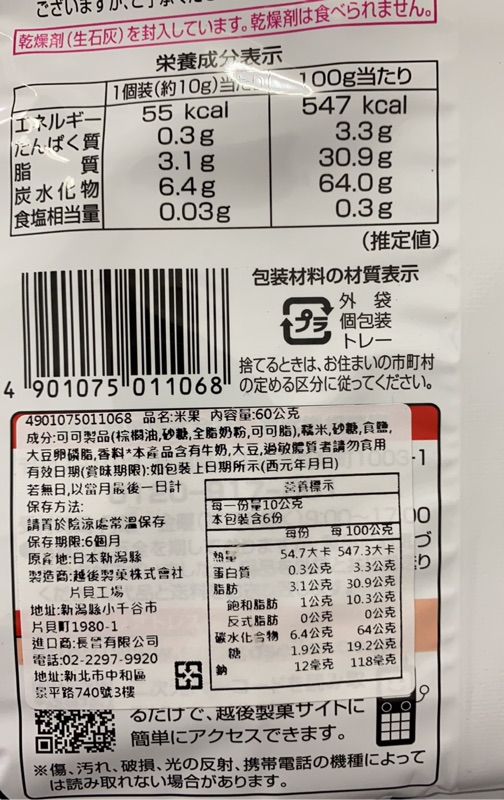 乾燥剤(生石灰)を封入しています。乾燥剤は食べられません。
栄養成分表示
1個装(約10g)当たり 100g当たり
エネルギー 55 kcal 547 kcal
たんぱく質 0.3g 3.3g
脂質 3.1g 30.9g
炭水化物 6.4g 64.0g
食塩相当量 0.03g 0.3g
(推定値)
包装材料の材質表示
プラ
外 袋
個包装
トレー
捨てるときは、お住まいの市町村
の定める区分に従ってください。
4 901075 011068
4901075011068 品名:米果 內容量:60公克
成分:可可製品(棕櫚油,砂糖,全脂奶粉,可可脂),糯米,砂糖,食鹽,
大豆卵磷脂,香料*本產品含有牛奶,大豆,過敏體質者請勿食用
有效日期(賞味期限):如包裝上日期所示(西元年月日)
若無日,以當月最後一日計
保存方法:
請置於陰涼處常溫保存
保存期限:6個月
原產地:日本新潟縣
製造商:越後製菓株式會社
片貝工場
地址:新潟縣小千谷市
片貝町1980-1
進口商:長昌有限公司
電話:02-2297-9920
地址:新北市中和區
景平路740號3樓
營養標示
每一份量10公克
本包裝含6份
每份 每 100公克
熱量 54.7大卡 547.3大卡
蛋白質 0.3公克 3.3公克
脂肪 3.1公克 30.9公克
飽和脂肪 1公克 10.3公克
反式脂肪 0公克 0公克
碳水化合物 6.4公克 64公克
糖 1.9公克 19.2公克
鈉 12毫克 118毫克
るだけで、越後製菓サイトに
簡単にアクセスできます。
※傷、汚れ、破損、光の反射、携帯電話の機種によって
は読み取れない場合があります。